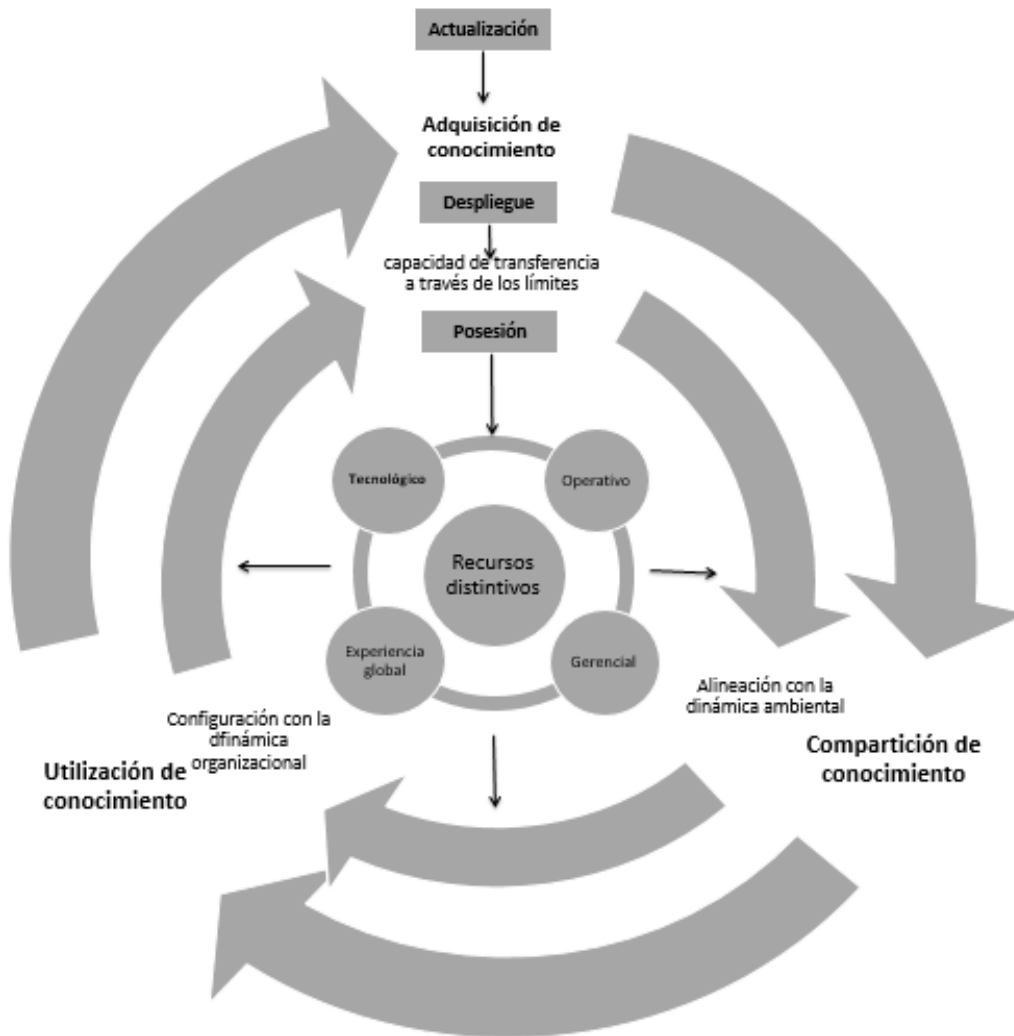 Actualización
Adquisición de
conocimiento
Despliegue
capacidad de transferencia
a través de los límites
Posesión
Tecnológico
Operativo
Recursos
distintivos
Experiencia
global
Gerencial
Alineación con la
dinámica ambiental
Configuración con la
dfinámica
organizacional
Compartición de
conocimiento
Utilización de
conocimiento